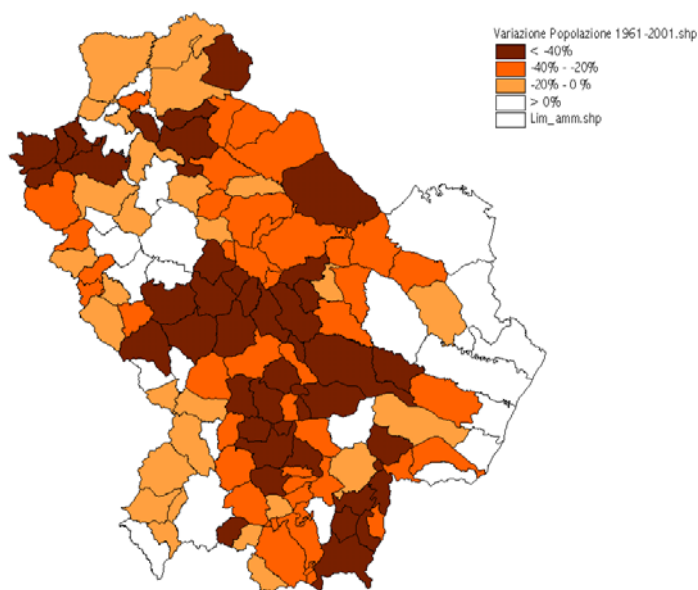 Variazione Popolazione 1961-2001.shp
< -40%
-40% - -20%
-20% - 0 %
> 0%
Lim_amm.shp